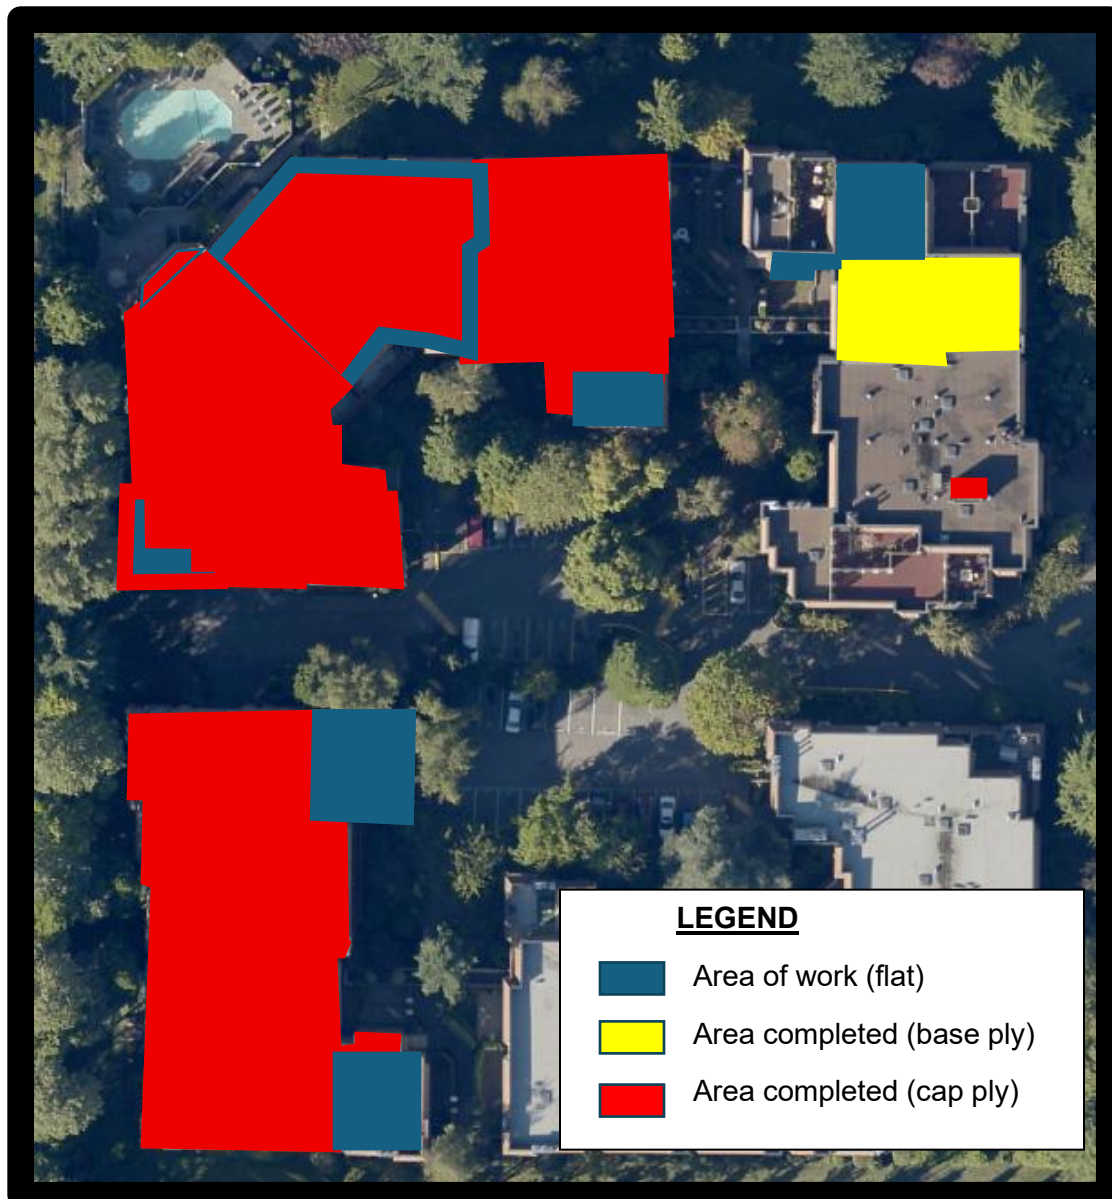 LEGEND
Area of work (flat)
Area completed (base ply)
Area completed (cap ply)